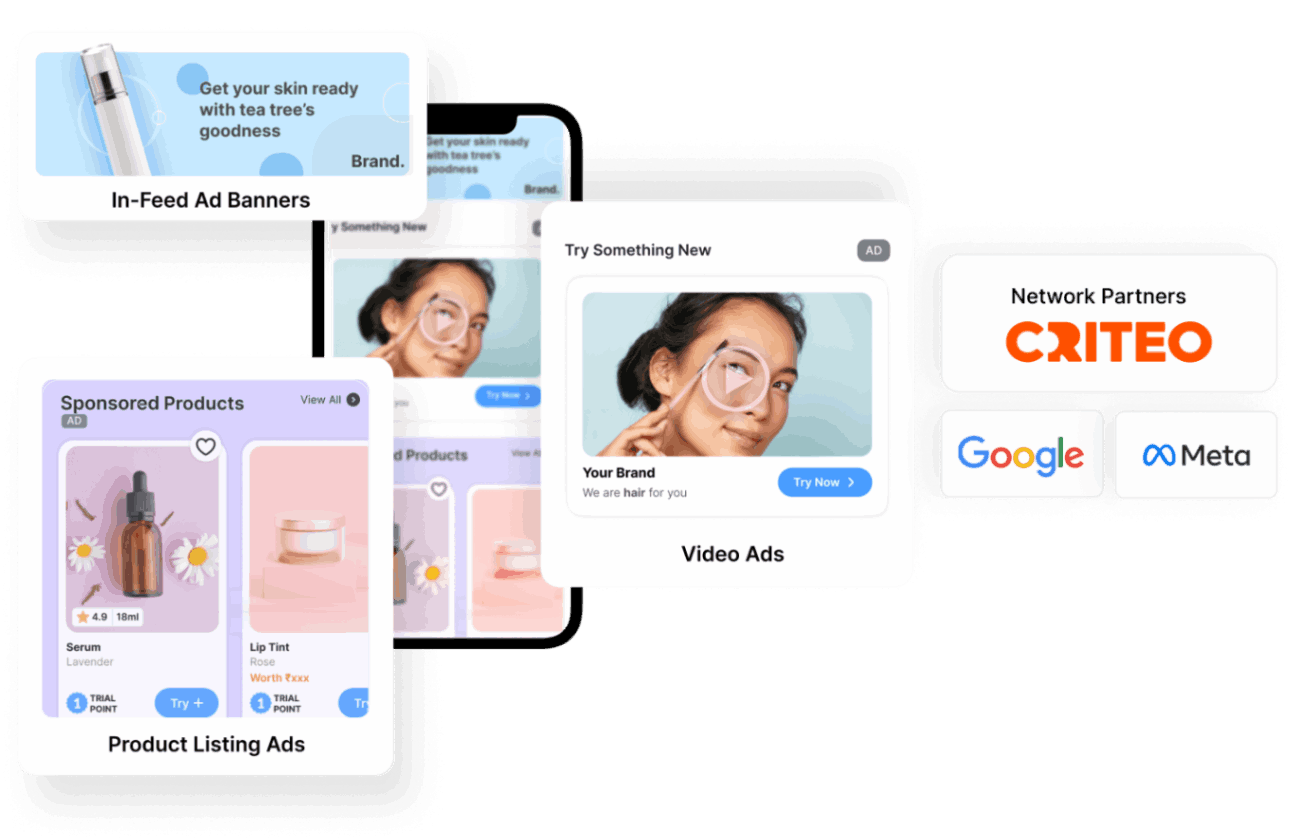 Get your skin ready
with tea tree's
goodness
Brand.
In-Feed Ad Banners
Get your skin ready
with tea tree's
goodness
Brand.
y Something New
Try Now
you
d Products
View A
Try Something New
AD
Your Brand
We are hair for you
Try Now
Video Ads
Sponsored Products
View All
AD
4.9
18ml
Serum
Lavender
1
TRIAL
POINT
Try +
Lip Tint
Rose
Worth ₹xxx
1
TRIAL
POINT
Tr
Product Listing Ads
Network Partners
CRITEO
Google
Meta